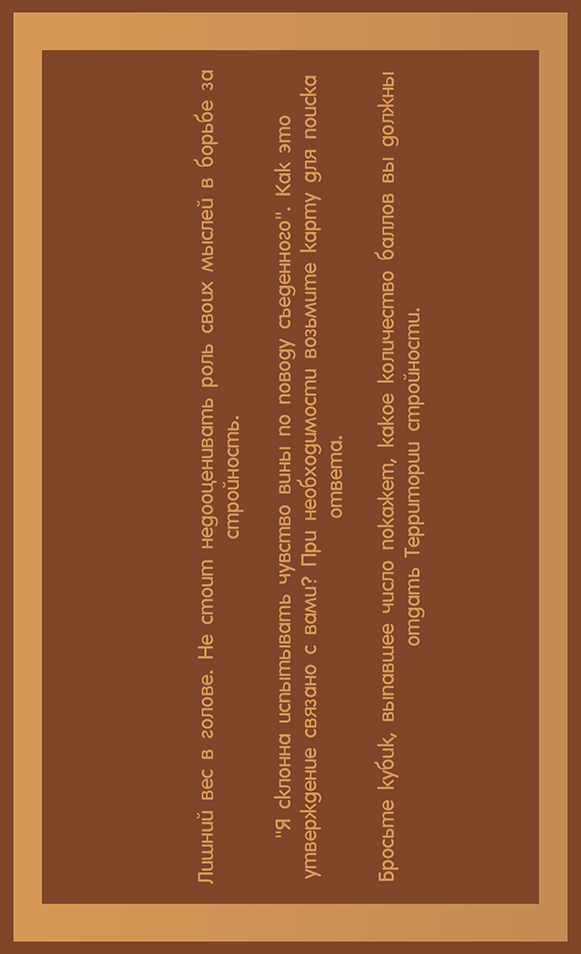 Лишний вес в голове. Не стоит недооценивать роль своих мыслей в борьбе за
стройность.
"Я склонна испытывать чувство вины по поводу съеденного". Как это
утверждение связано с вами? При необходимости возьмите карту для поиска
ответа.
Бросьте кубик, выпавшее число покажет, какое количество баллов вы должны
отдать Территории стройности.